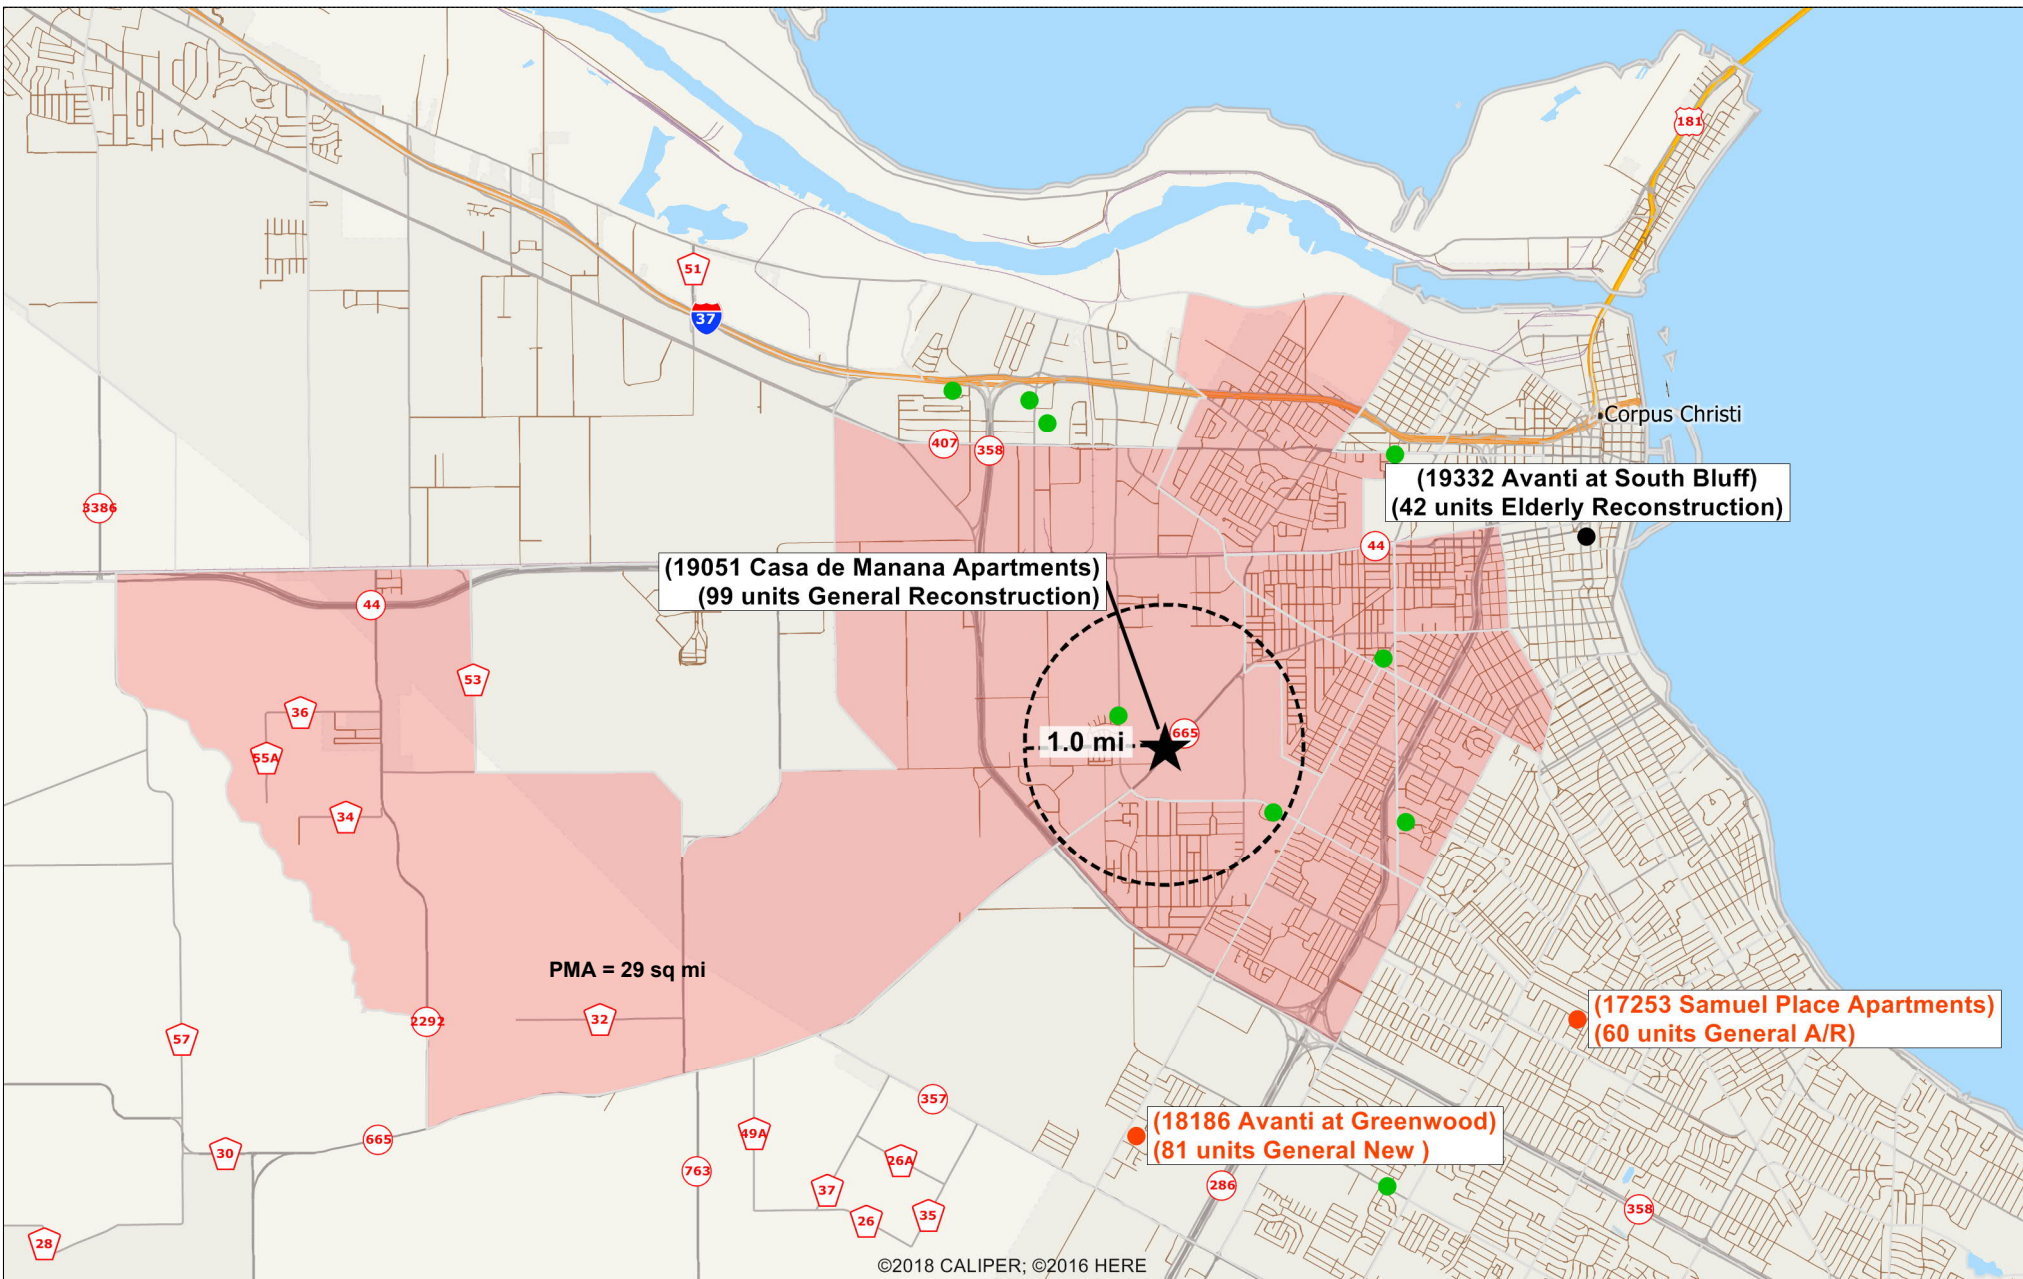 181
51
37
Corpus Christi
407
358
(19332 Avanti at South Bluff)
(42 units Elderly Reconstruction)
3386
44
(19051 Casa de Manana Apartments)
(99 units General Reconstruction)
44
53
36
665
1.0 mi
55A
34
PMA = 29 sq mi
(17253 Samuel Place Apartments)
(60 units General A/R)
32
2292
57
357
(18186 Avanti at Greenwood)
(81 units General New )
49A
665
30
26A
763
286
37
358
35
26
28
©2018 CALIPER; ©2016 HERE